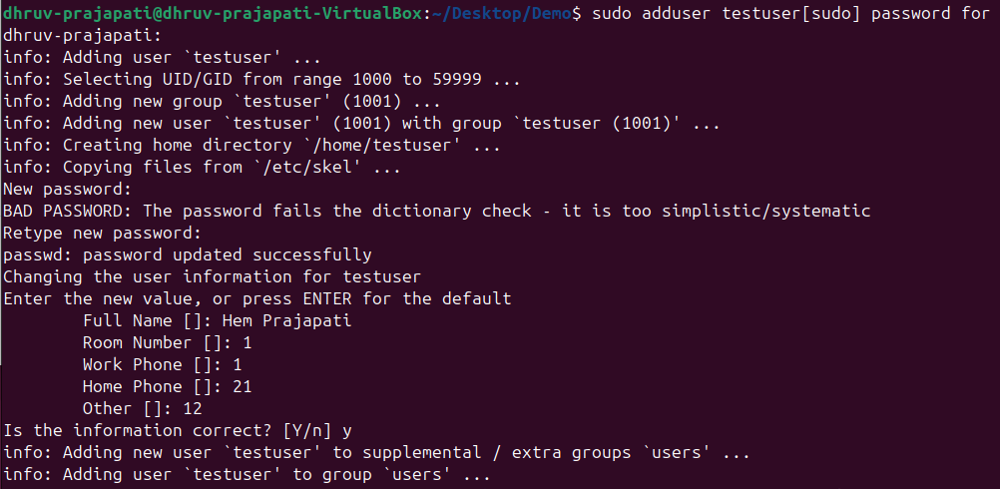 dhruv-prajapati@dhruv-prajapati-VirtualBox:~/Desktop/Demo$ sudo adduser testuser[sudo] password for
dhruv-prajapati:
info: Adding user `testuser' ...
info: Selecting UID/GID from range 1000 to 59999 ...
info: Adding new group `testuser' (1001) ...
info: Adding new user `testuser' (1001) with group `testuser (1001)' ...
info: Creating home directory `/home/testuser' ...
info: Copying files from `/etc/skel' ...
New password:
BAD PASSWORD: The password fails the dictionary check - it is too simplistic/systematic
Retype new password:
passwd: password updated successfully
Changing the user information for testuser
Enter the new value, or press ENTER for the default
        Full Name []: Hem Prajapati
        Room Number []: 1
        Work Phone []: 1
        Home Phone []: 21
        Other []: 12
Is the information correct? [Y/n] y
info: Adding new user `testuser' to supplemental / extra groups `users' ...
info: Adding user `testuser' to group `users' ...